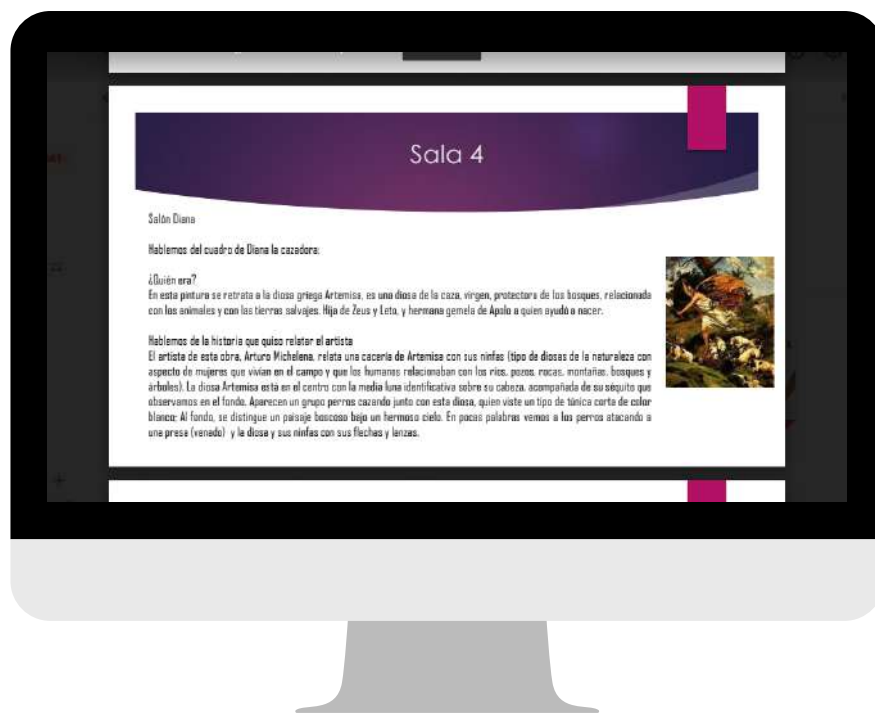 Sala 4
Salón Diana
Hablemos del cuadro de Diana la cazadora:
¿Quién era?
En esta pintura se retrata a la diosa griega Artemisa, es una diosa de la caza, virgen, protectora de los bosques, relacionada
con los animales y con las tierras salvajes. Hija de Zeus y Leto, y hermana gemela de Apolo a quien ayudó a nacer.
Hablemos de la historia que quiso relatar el artista
El artista de esta obra, Arturo Michelena, relata una cacería de Artemisa con sus ninfas (tipo de diosas de la naturaleza con
aspecto de mujeres que vivían en el campo y que los humanos relacionaban con los ríos, pozos, rocas, montañas, bosques y
árboles). La diosa Artemisa está en el centro con la media luna identificativa sobre su cabeza, acompañada de su séquito que
observamos en el fondo. Aparecen un grupo perros cazando junto con esta diosa, quien viste un tipo de túnica corta de color
blanco; Al fondo, se distingue un paisaje boscoso bajo un hermoso cielo. En pocas palabras vemos a los perros atacando a
una presa (venado) y la diosa y sus ninfas con sus flechas y lanzas.